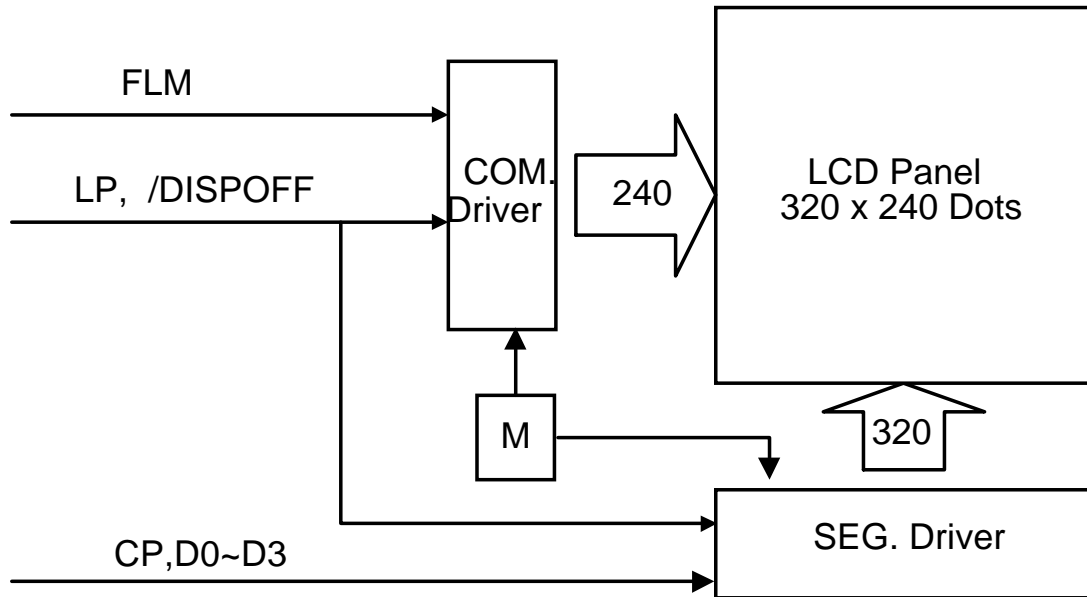 FLM
LP, /DISPOFF
COM.
Driver
240
LCD Panel
320 x 240 Dots
M
320
CP,D0~D3
SEG. Driver